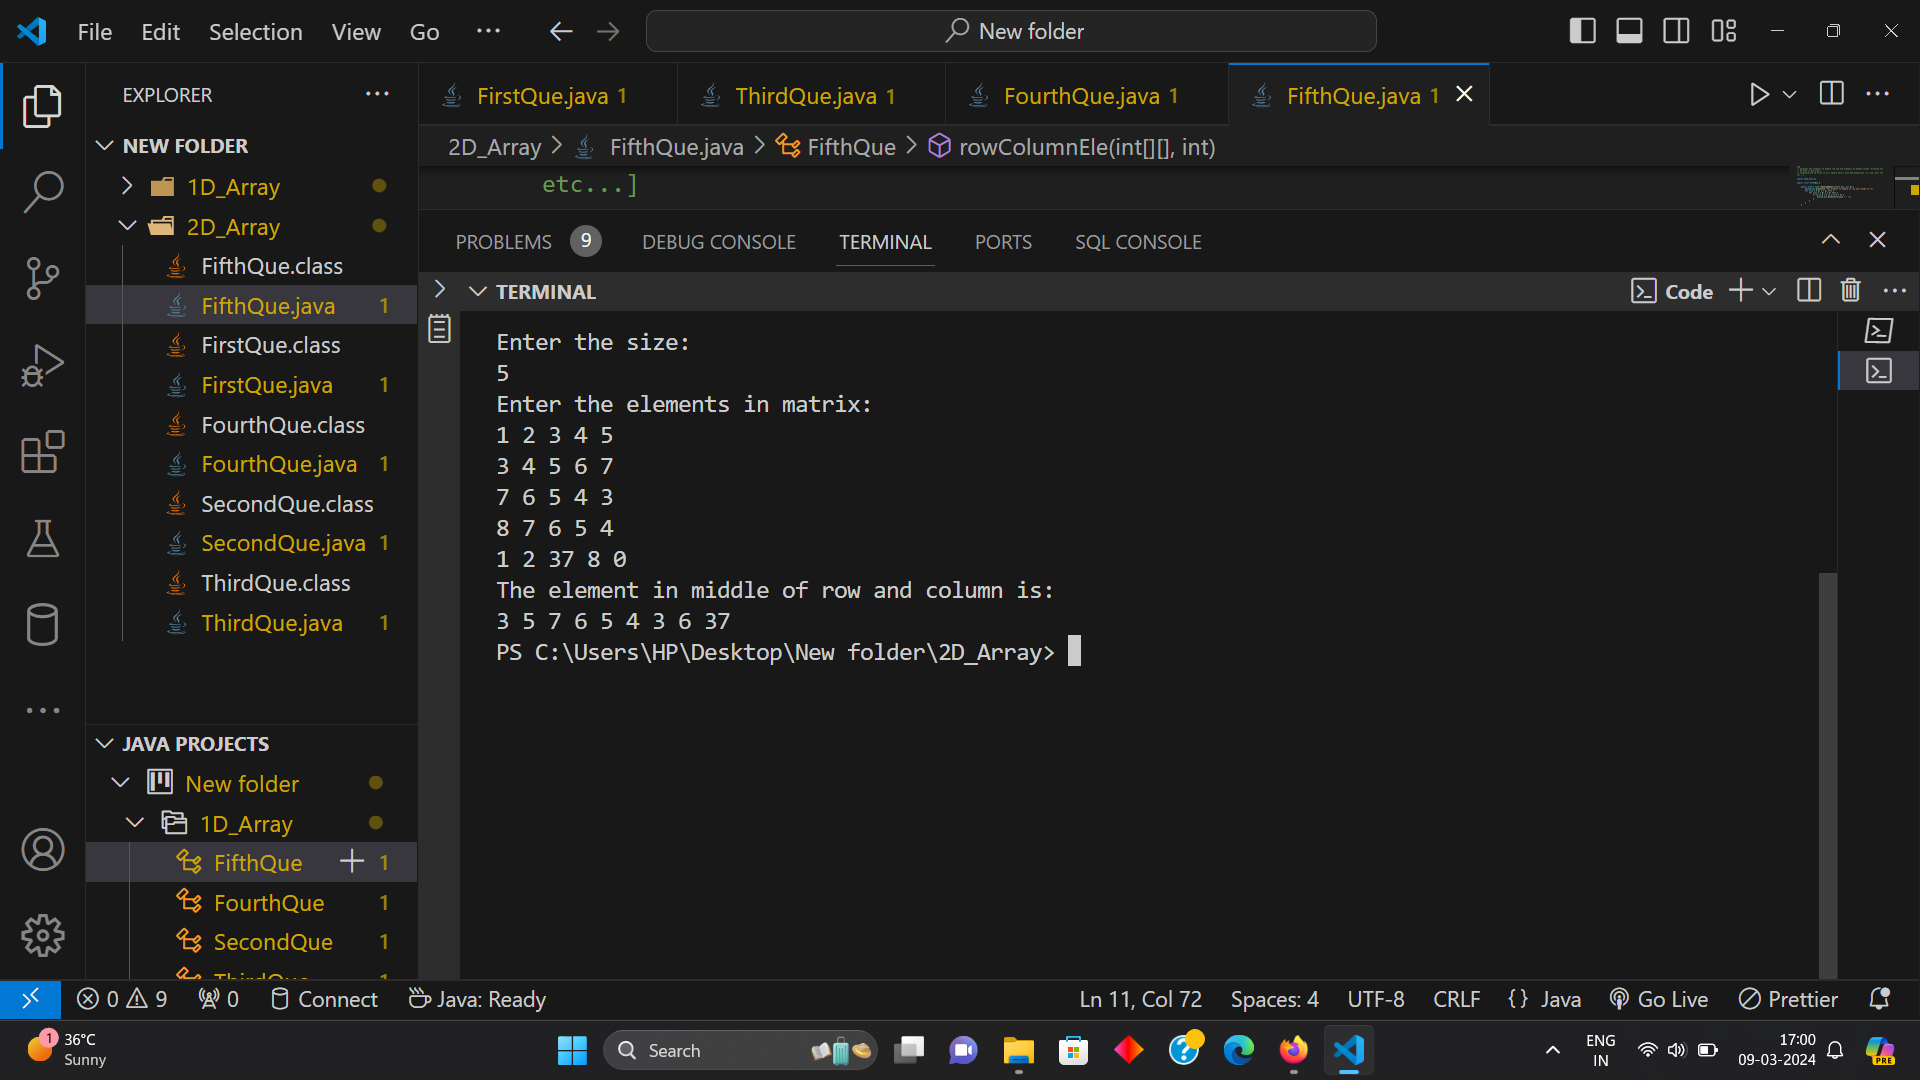 File Edit Selection View Go ... New folder
EXPLORER ...
FirstQue.java 1 ThirdQue.java 1 FourthQue.java 1 FifthQue.java 1
NEW FOLDER
2D_Array > FifthQue.java > FifthQue > rowColumnEle(int[][], int)
1D_Array
etc...]
2D_Array
FifthQue.class
FifthQue.java 1
FirstQue.class
FirstQue.java 1
FourthQue.class
FourthQue.java 1
SecondQue.class
SecondQue.java 1
ThirdQue.class
ThirdQue.java 1
PROBLEMS 9 DEBUG CONSOLE TERMINAL PORTS SQL CONSOLE
TERMINAL Code
Enter the size:
5
Enter the elements in matrix:
1 2 3 4 5
3 4 5 6 7
7 6 5 4 3
8 7 6 5 4
1 2 37 8 0
The element in middle of row and column is:
3 5 7 6 5 4 3 6 37
PS C:\Users\HP\Desktop\New folder\2D_Array>
JAVA PROJECTS
New folder
1D_Array
FifthQue 1
FourthQue 1
SecondQue 1
ThirdQue 1
0 9 0 Connect Java: Ready Ln 11, Col 72 Spaces: 4 UTF-8 CRLF {} Java Go Live Prettier
1 36°C
Sunny
Search
PRE
ENG
IN
17:00
09-03-2024